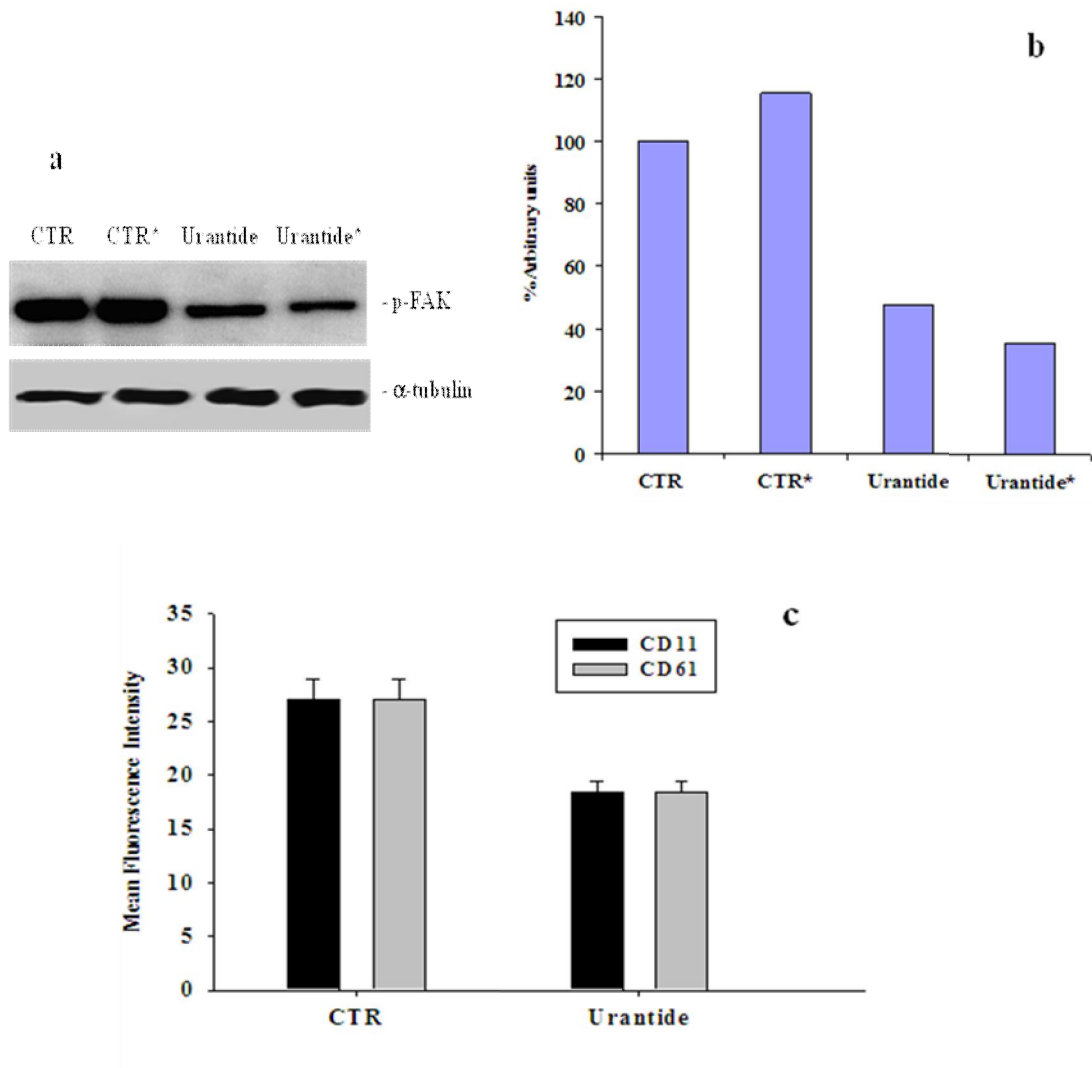 a
CTR CTR* Urantide Urantide*
- p-FAK
- α-tubulin
b
140
120
100
80
60
40
20
0
% Arbitrary units
CTR CTR* Urantide Urantide*
c
35
30
25
20
15
10
5
0
Mean Fluorescence Intensity
CD11
CD61
CTR Urantide